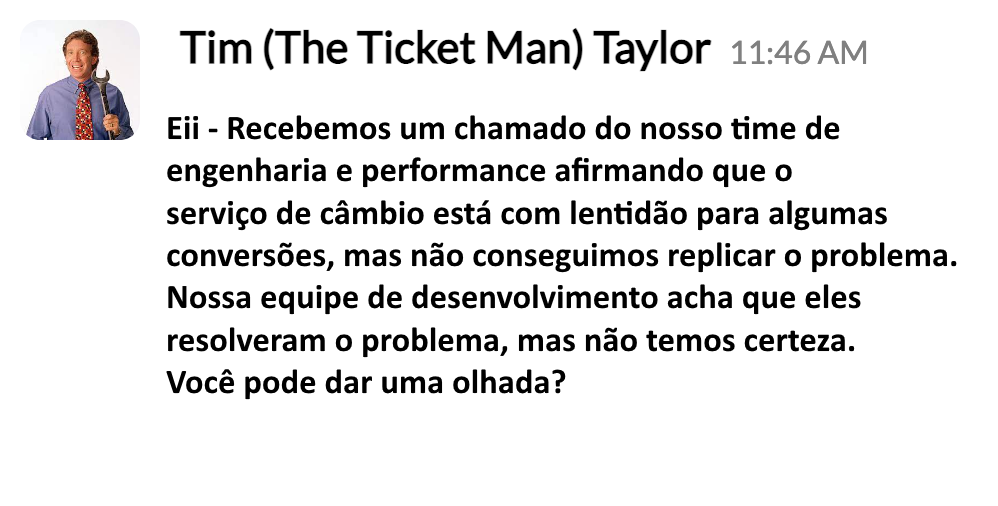 Tim (The Ticket Man) Taylor 11:46 AM
Eii - Recebemos um chamado do nosso time de
engenharia e performance afirmando que o
serviço de câmbio está com lentidão para algumas
conversões, mas não conseguimos replicar o problema.
Nossa equipe de desenvolvimento acha que eles
resolveram o problema, mas não temos certeza.
Você pode dar uma olhada?